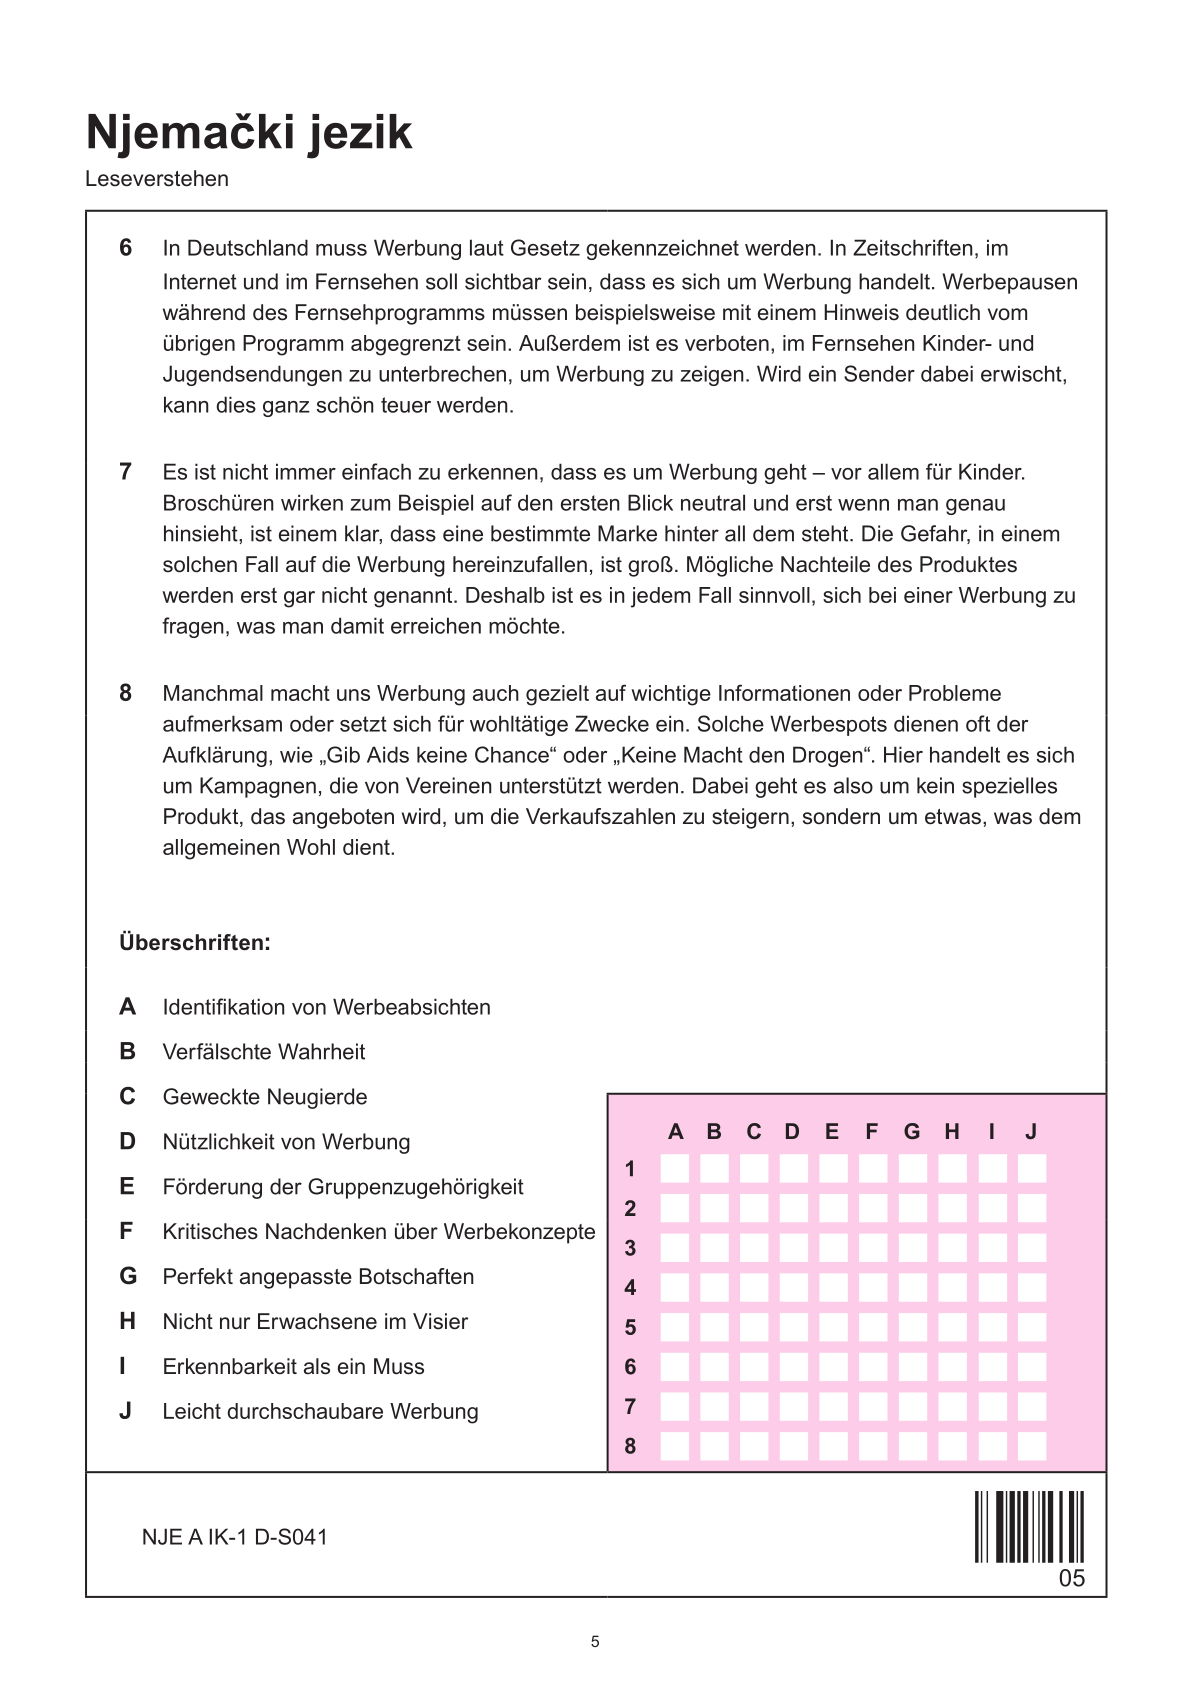 Njemački jezik
Leseverstehen
6 In Deutschland muss Werbung laut Gesetz gekennzeichnet werden. In Zeitschriften, im
Internet und im Fernsehen soll sichtbar sein, dass es sich um Werbung handelt. Werbepausen
während des Fernsehprogramms müssen beispielsweise mit einem Hinweis deutlich vom
übrigen Programm abgegrenzt sein. Außerdem ist es verboten, im Fernsehen Kinder- und
Jugendsendungen zu unterbrechen, um Werbung zu zeigen. Wird ein Sender dabei erwischt,
kann dies ganz schön teuer werden.
7 Es ist nicht immer einfach zu erkennen, dass es um Werbung geht – vor allem für Kinder.
Broschüren wirken zum Beispiel auf den ersten Blick neutral und erst wenn man genau
hinsieht, ist einem klar, dass eine bestimmte Marke hinter all dem steht. Die Gefahr, in einem
solchen Fall auf die Werbung hereinzufallen, ist groß. Mögliche Nachteile des Produktes
werden erst gar nicht genannt. Deshalb ist es in jedem Fall sinnvoll, sich bei einer Werbung zu
fragen, was man damit erreichen möchte.
8 Manchmal macht uns Werbung auch gezielt auf wichtige Informationen oder Probleme
aufmerksam oder setzt sich für wohltätige Zwecke ein. Solche Werbespots dienen oft der
Aufklärung, wie „Gib Aids keine Chance“ oder „Keine Macht den Drogen“. Hier handelt es sich
um Kampagnen, die von Vereinen unterstützt werden. Dabei geht es also um kein spezielles
Produkt, das angeboten wird, um die Verkaufszahlen zu steigern, sondern um etwas, was dem
allgemeinen Wohl dient.
Überschriften:
A Identifikation von Werbeabsichten
B Verfälschte Wahrheit
C Geweckte Neugierde
D Nützlichkeit von Werbung
E Förderung der Gruppenzugehörigkeit
F Kritisches Nachdenken über Werbekonzepte
G Perfekt angepasste Botschaften
H Nicht nur Erwachsene im Visier
I Erkennbarkeit als ein Muss
J Leicht durchschaubare Werbung
A B C D E F G H I J
1
2
3
4
5
6
7
8
NJE A IK-1 D-S041
05
5